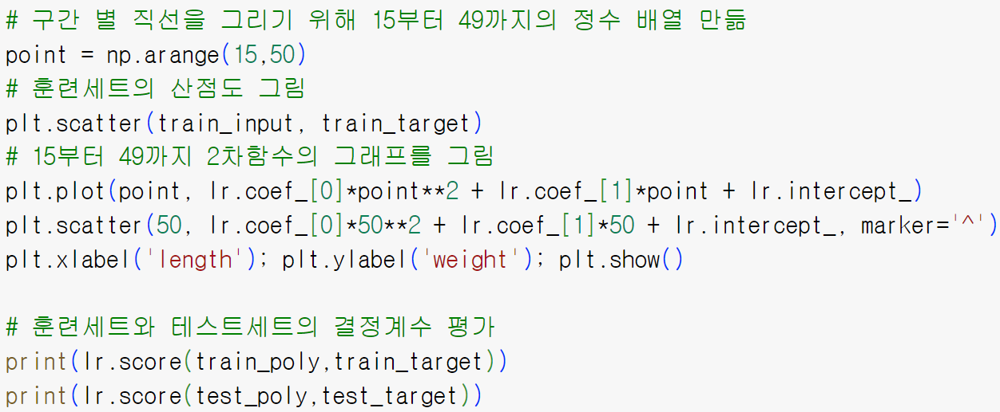 # 구간 별 직선을 그리기 위해 15부터 49까지의 정수 배열 만듦
point = np.arange(15,50)
# 훈련세트의 산점도 그림
plt.scatter(train_input, train_target)
# 15부터 49까지 2차함수의 그래프를 그림
plt.plot(point, lr.coef_[0]*point**2 + lr.coef_[1]*point + lr.intercept_)
plt.scatter(50, lr.coef_[0]*50**2 + lr.coef_[1]*50 + lr.intercept_, marker='^')
plt.xlabel('length'); plt.ylabel('weight'); plt.show()
# 훈련세트와 테스트세트의 결정계수 평가
print(lr.score(train_poly,train_target))
print(lr.score(test_poly,test_target))